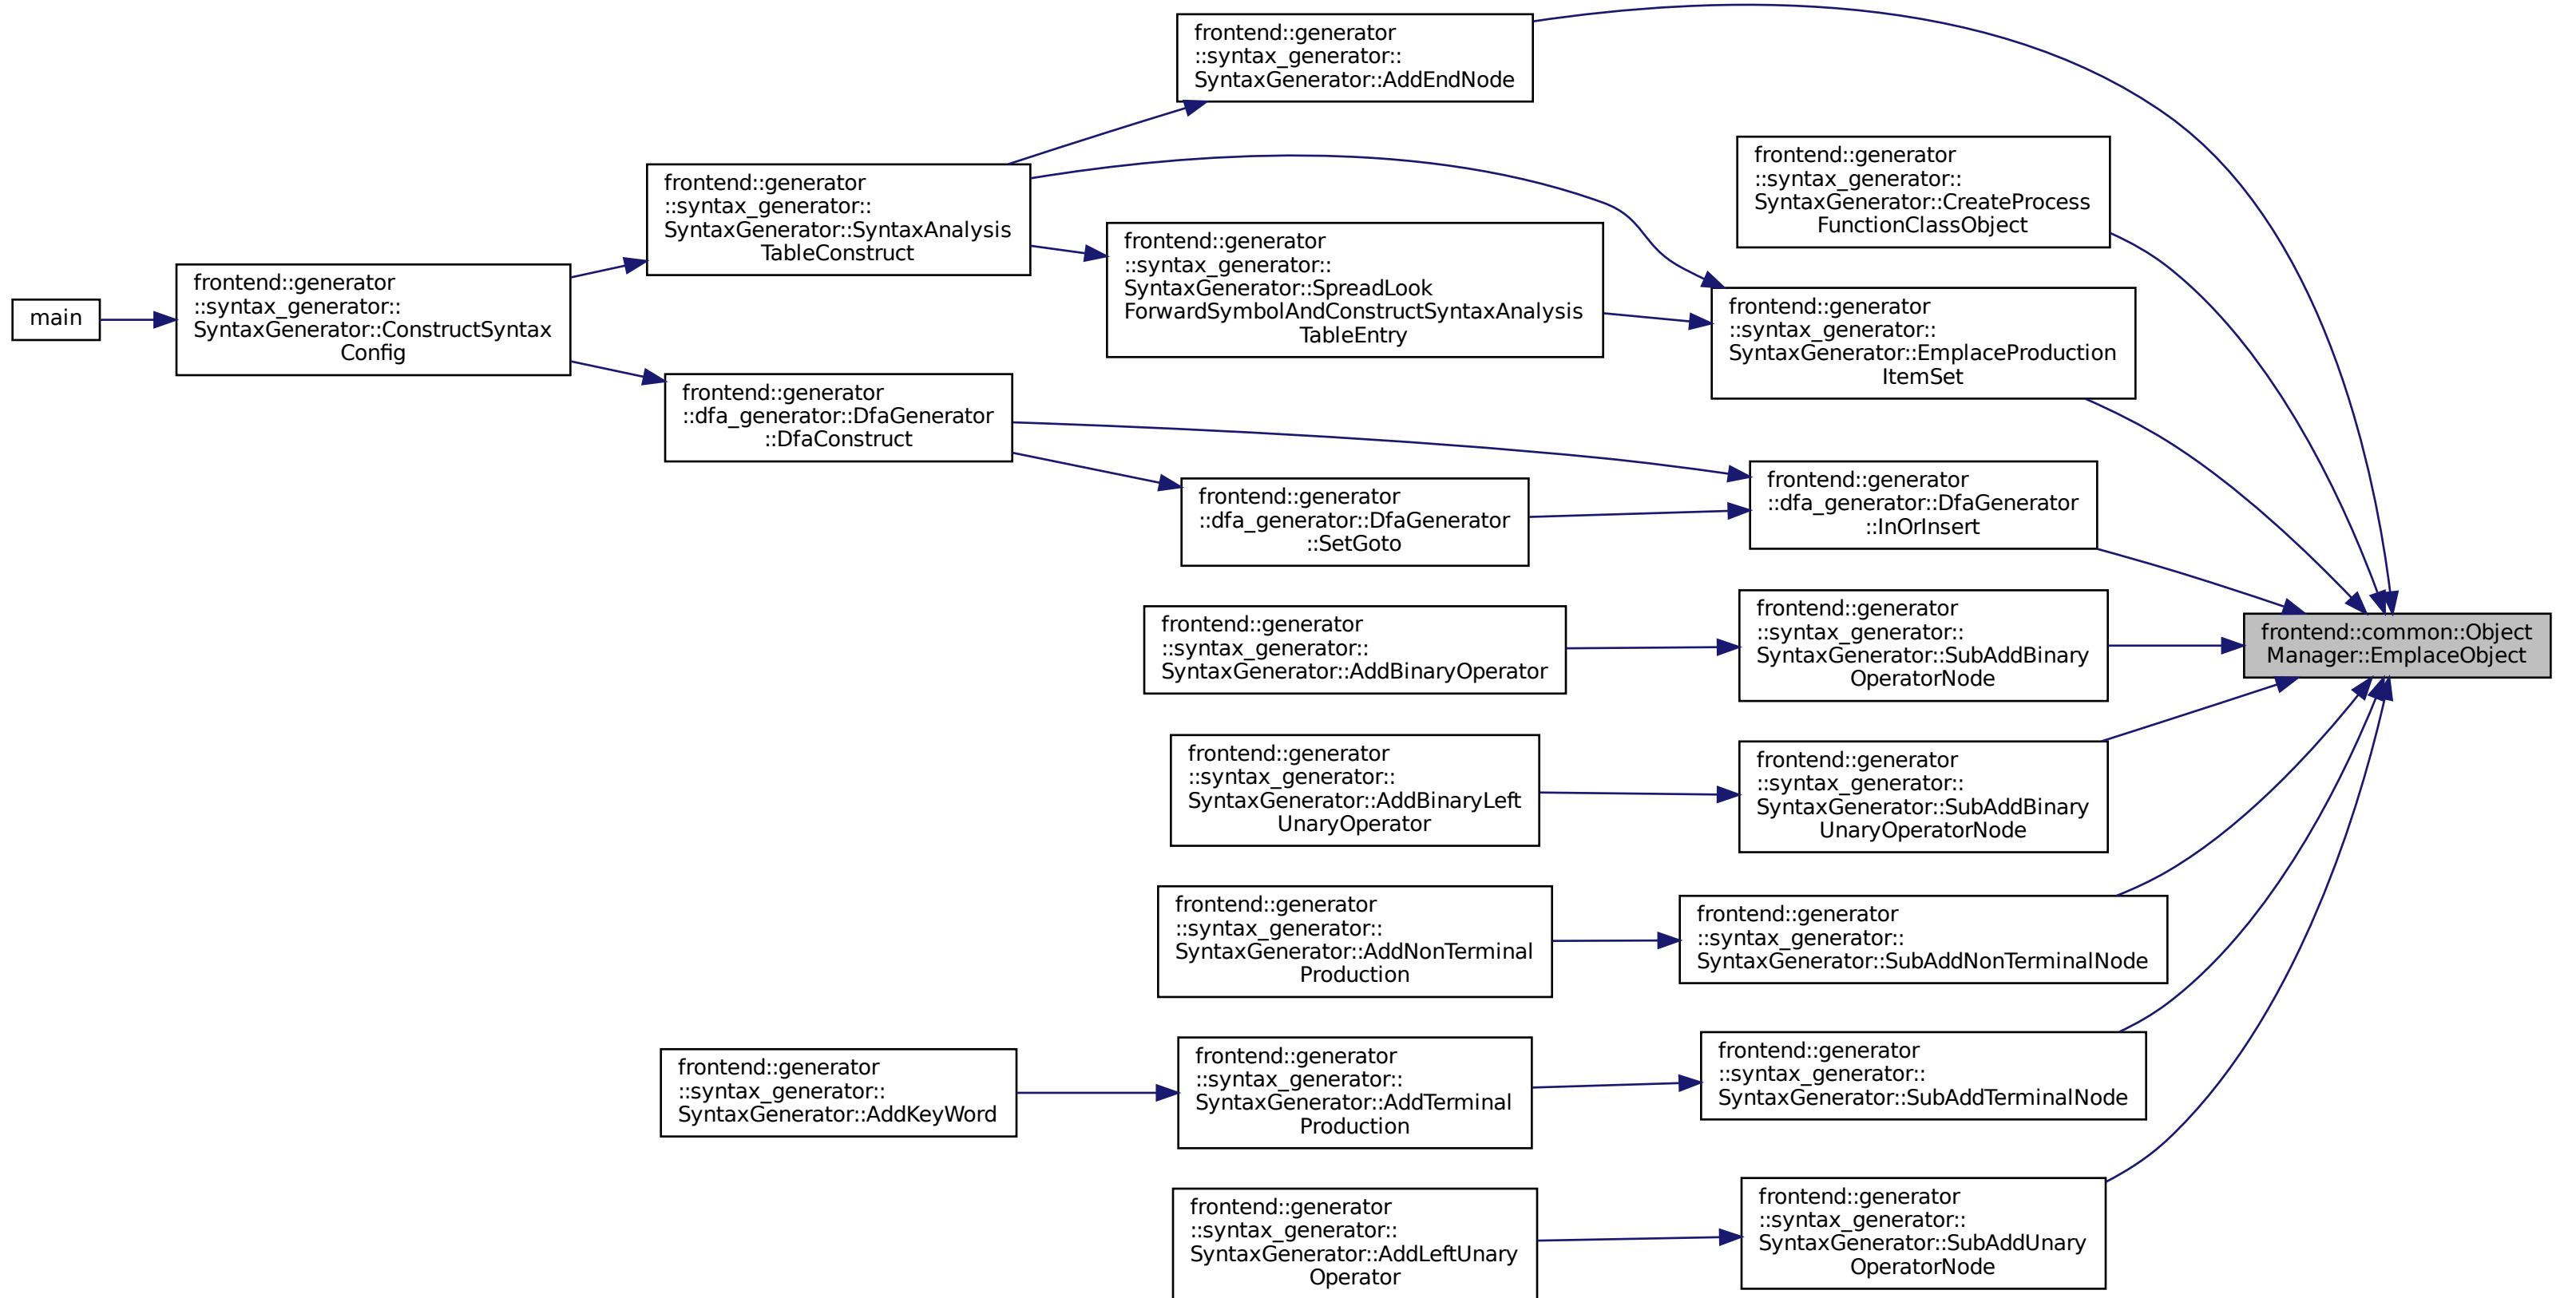 frontend::generator
::syntax_generator::
SyntaxGenerator::AddEndNode
frontend::generator
::syntax_generator::
SyntaxGenerator::CreateProcess
FunctionClassObject
frontend::generator
::syntax_generator::
SyntaxGenerator::SyntaxAnalysis
TableConstruct
frontend::generator
::syntax_generator::
SyntaxGenerator::SpreadLook
ForwardSymbolAndConstructSyntaxAnalysis
TableEntry
frontend::generator
::syntax_generator::
SyntaxGenerator::EmplaceProduction
ItemSet
main
frontend::generator
::syntax_generator::
SyntaxGenerator::ConstructSyntax
Config
frontend::generator
::dfa_generator::DfaGenerator
::DfaConstruct
frontend::generator
::dfa_generator::DfaGenerator
::SetGoto
frontend::generator
::dfa_generator::DfaGenerator
::InOrInsert
frontend::generator
::syntax_generator::
SyntaxGenerator::AddBinaryOperator
frontend::generator
::syntax_generator::
SyntaxGenerator::SubAddBinary
OperatorNode
frontend::common::Object
Manager::EmplaceObject
frontend::generator
::syntax_generator::
SyntaxGenerator::AddBinaryLeft
UnaryOperator
frontend::generator
::syntax_generator::
SyntaxGenerator::SubAddBinary
UnaryOperatorNode
frontend::generator
::syntax_generator::
SyntaxGenerator::AddNonTerminal
Production
frontend::generator
::syntax_generator::
SyntaxGenerator::SubAddNonTerminalNode
frontend::generator
::syntax_generator::
SyntaxGenerator::AddKeyWord
frontend::generator
::syntax_generator::
SyntaxGenerator::AddTerminal
Production
frontend::generator
::syntax_generator::
SyntaxGenerator::SubAddTerminalNode
frontend::generator
::syntax_generator::
SyntaxGenerator::AddLeftUnary
Operator
frontend::generator
::syntax_generator::
SyntaxGenerator::SubAddUnary
OperatorNode